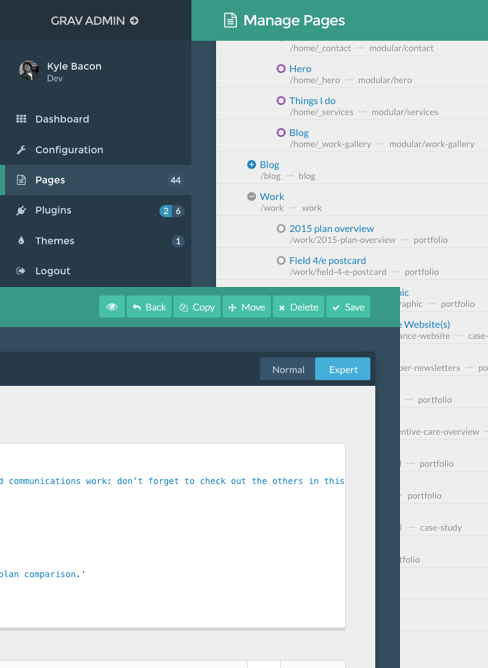 GRAV ADMIN
Manage Pages
Kyle Bacon
Dev
Dashboard
Configuration
Pages 44
Plugins 2 6
Themes 1
Logout
/home/_contact → modular/contact
Hero
/home/_hero → modular/hero
Things I do
/home/_services → modular/services
Blog
/home/_work-gallery → modular/work-gallery
Blog
/blog → blog
Work
/work → work
2015 plan overview
/work/2015-plan-overview → portfolio
Field 4/e postcard
/work/field-4-e-postcard → portfolio
ic
raphic → portfolio
Website(s)
ance-website → case-
er-newsletters → po
→ portfolio
entive-care-overview →
→ portfolio
portfolio
→ case-study
tfolio
Back Copy Move Delete Save
Normal Expert
d communications work: don't forget to check out the others in this
plan comparison.'